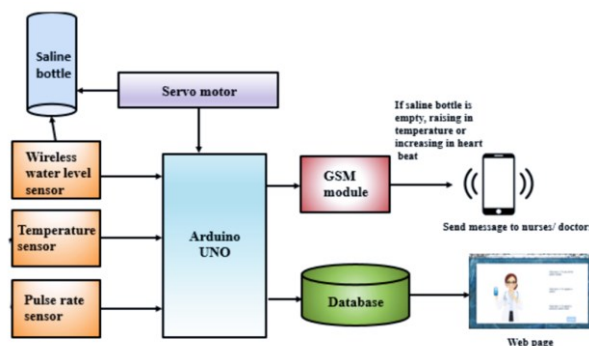 Saline
bottle
Servo motor
If saline bottle is
empty, raising in
temperature or
increasing in heart
beat
Wireless
water level
sensor
GSM
module
Temperature
sensor
Arduino
UNO
Send message to nurses/ doctor
Pulse rate
sensor
Database
Web page